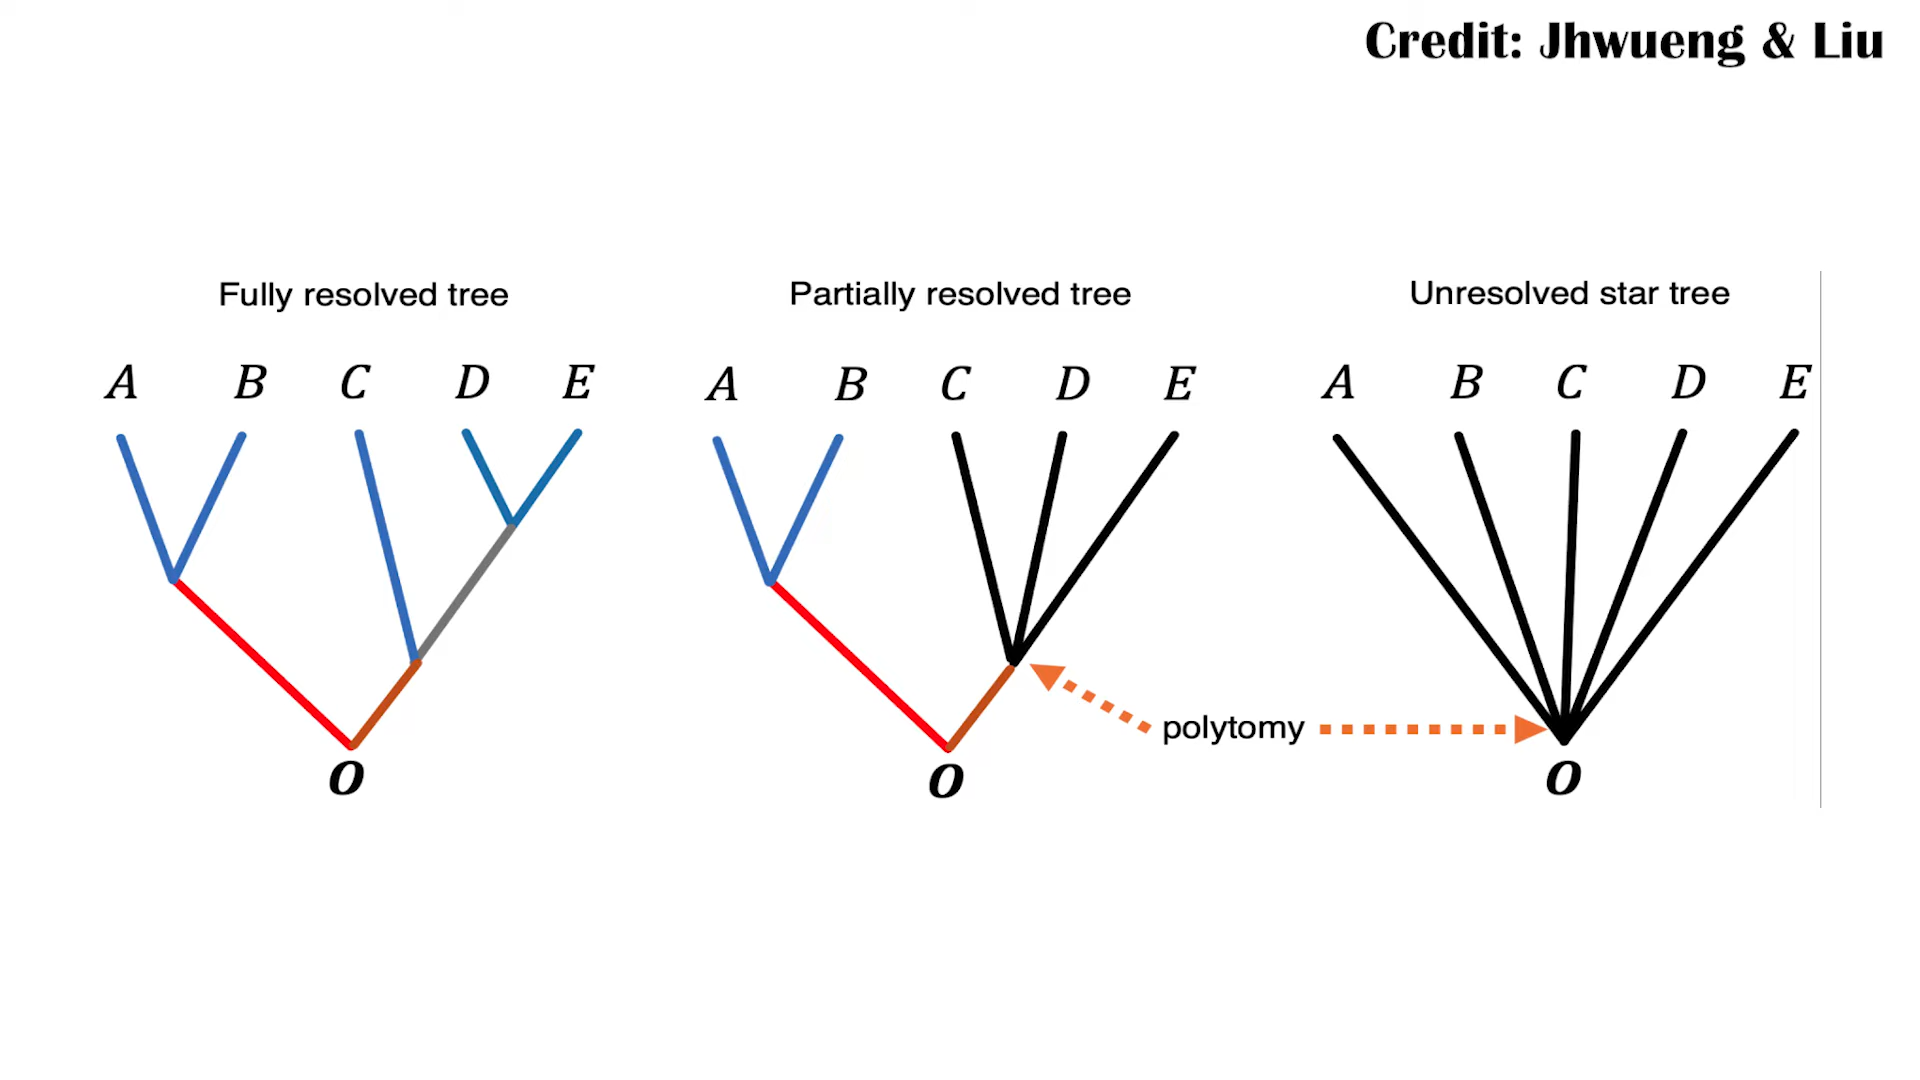 Credit: Jhwueng & Liu
Fully resolved tree
Partially resolved tree
Unresolved star tree
A B C D E
A B C D E
A B C D E
polytomy
O
O
O